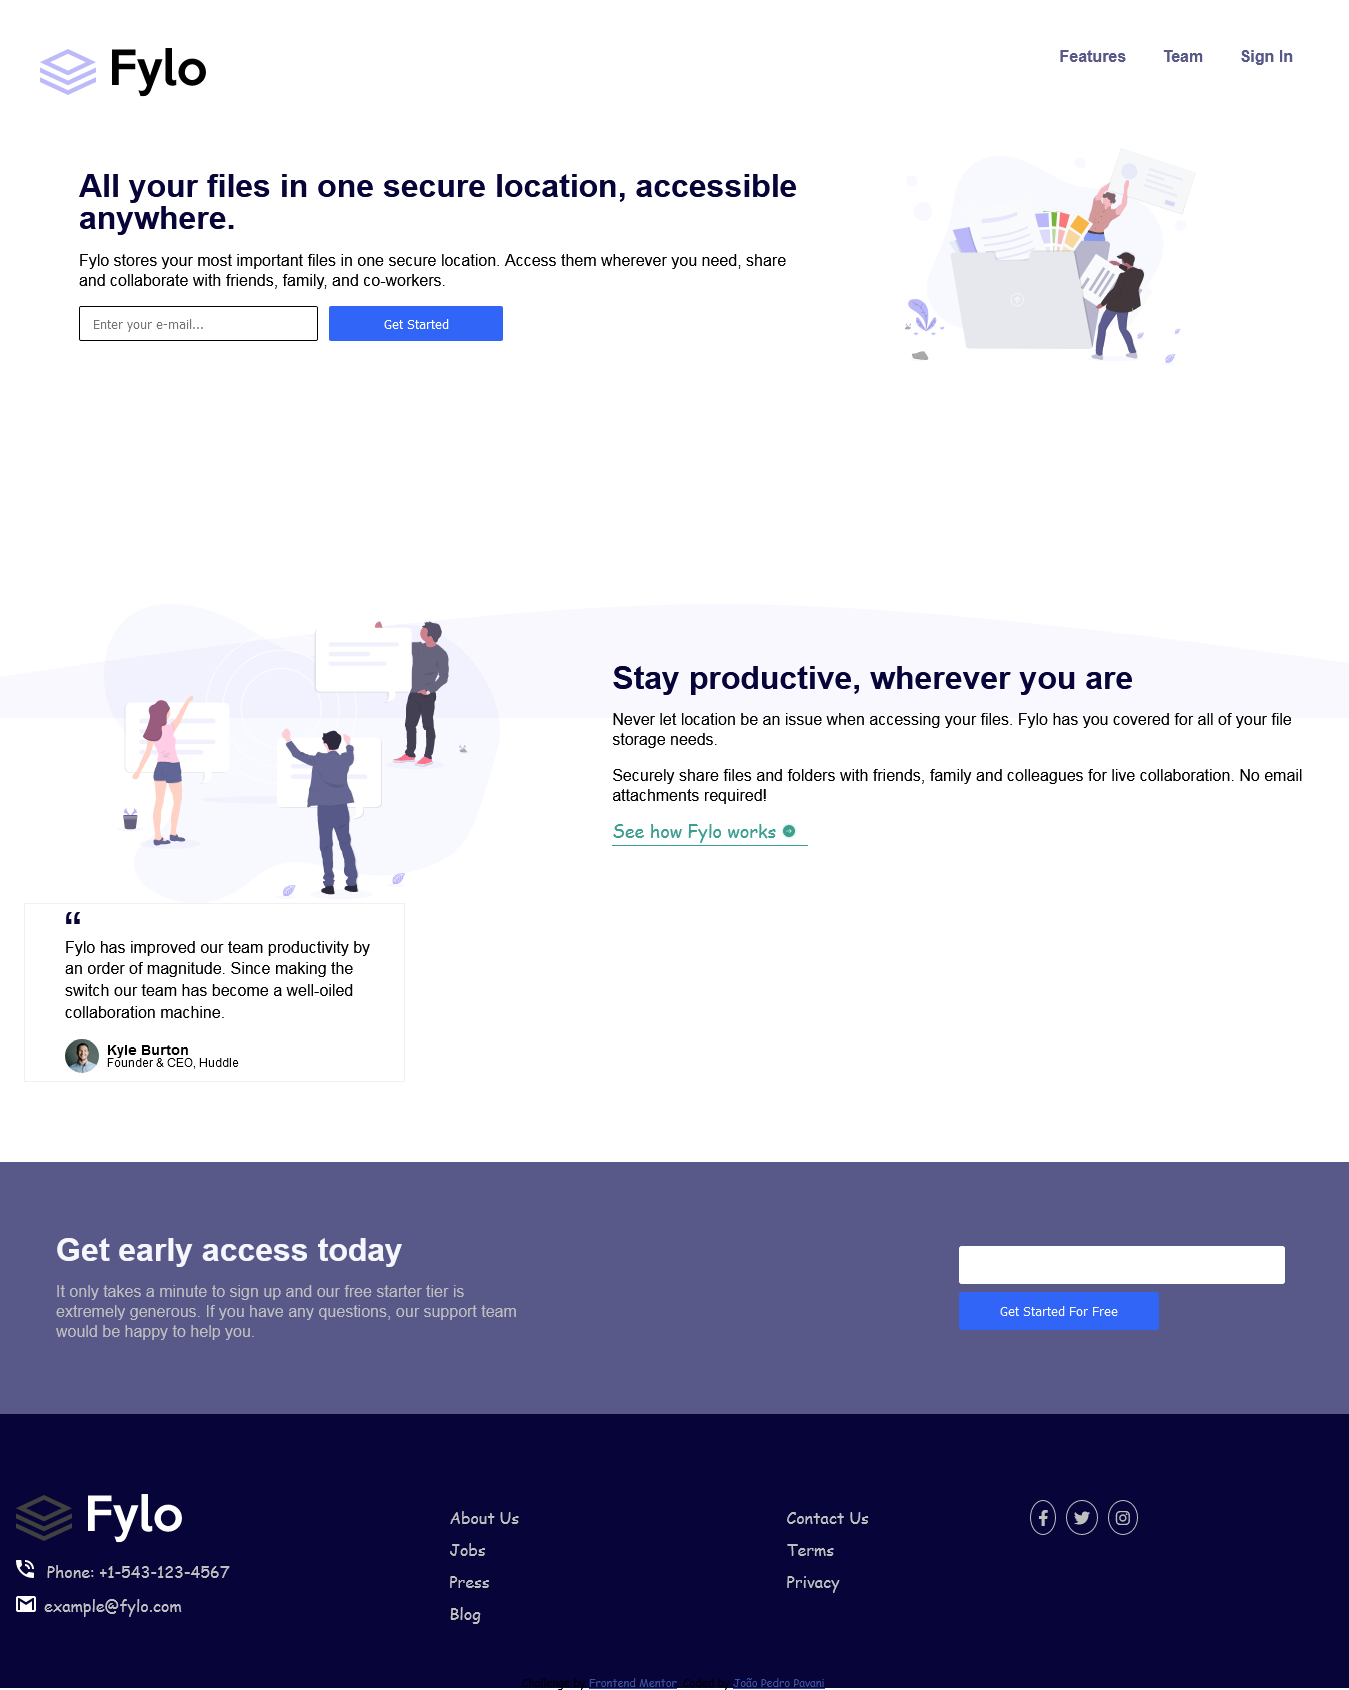 Fylo
Features Team Sign In
All your files in one secure location, accessible
anywhere.
Fylo stores your most important files in one secure location. Access them wherever you need, share
and collaborate with friends, family, and co-workers.
Enter your e-mail...
Get Started
Stay productive, wherever you are
Never let location be an issue when accessing your files. Fylo has you covered for all of your file
storage needs.
Securely share files and folders with friends, family and colleagues for live collaboration. No email
attachments required!
See how Fylo works
“
Fylo has improved our team productivity by
an order of magnitude. Since making the
switch our team has become a well-oiled
collaboration machine.
Kyle Burton
Founder & CEO, Huddle
Get early access today
It only takes a minute to sign up and our free starter tier is
extremely generous. If you have any questions, our support team
would be happy to help you.
Get Started For Free
Fylo
Phone: +1-543-123-4567
example@fylo.com
About Us
Jobs
Press
Blog
Contact Us
Terms
Privacy
Challenge by Frontend Mentor. Coded by João Pedro Pavani.